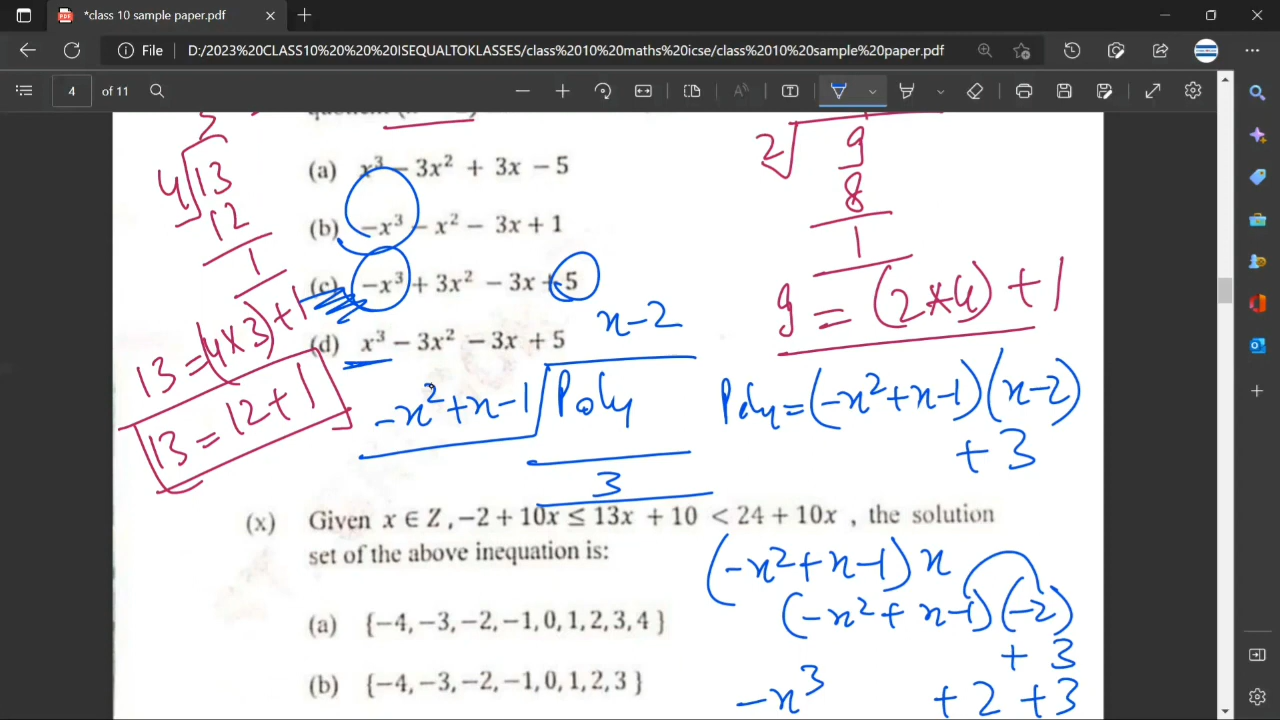 *class 10 sample paper.pdf
File D:/2023%20CLASS10%20%20%20ISEQUALTOKLASSES/class%2010%20maths%20icse/class%2010%20sample%20paper.pdf
4 of 11
(a) x³ − 3x² + 3x − 5
(b) −x³ − x² − 3x + 1
(c) −x³ + 3x² − 3x + 5
(d) x³ − 3x² − 3x + 5
4 13
12
1
13 = (4×3) + 1
13 = 12 + 1
2 9
8
1
9 = (2*4) + 1
x−2
−x²+x−1 Poly
3
Poly = (−x²+x−1)(x−2)
+3
(x) Given x ∈ Z, −2 + 10x ≤ 13x + 10 < 24 + 10x , the solution
set of the above inequation is:
(a) {−4, −3, −2, −1, 0, 1, 2, 3, 4 }
(b) {−4, −3, −2, −1, 0, 1, 2, 3 }
(−x²+x−1)x
(−x²+x−1)(−2)
+3
−x³ +2 +3